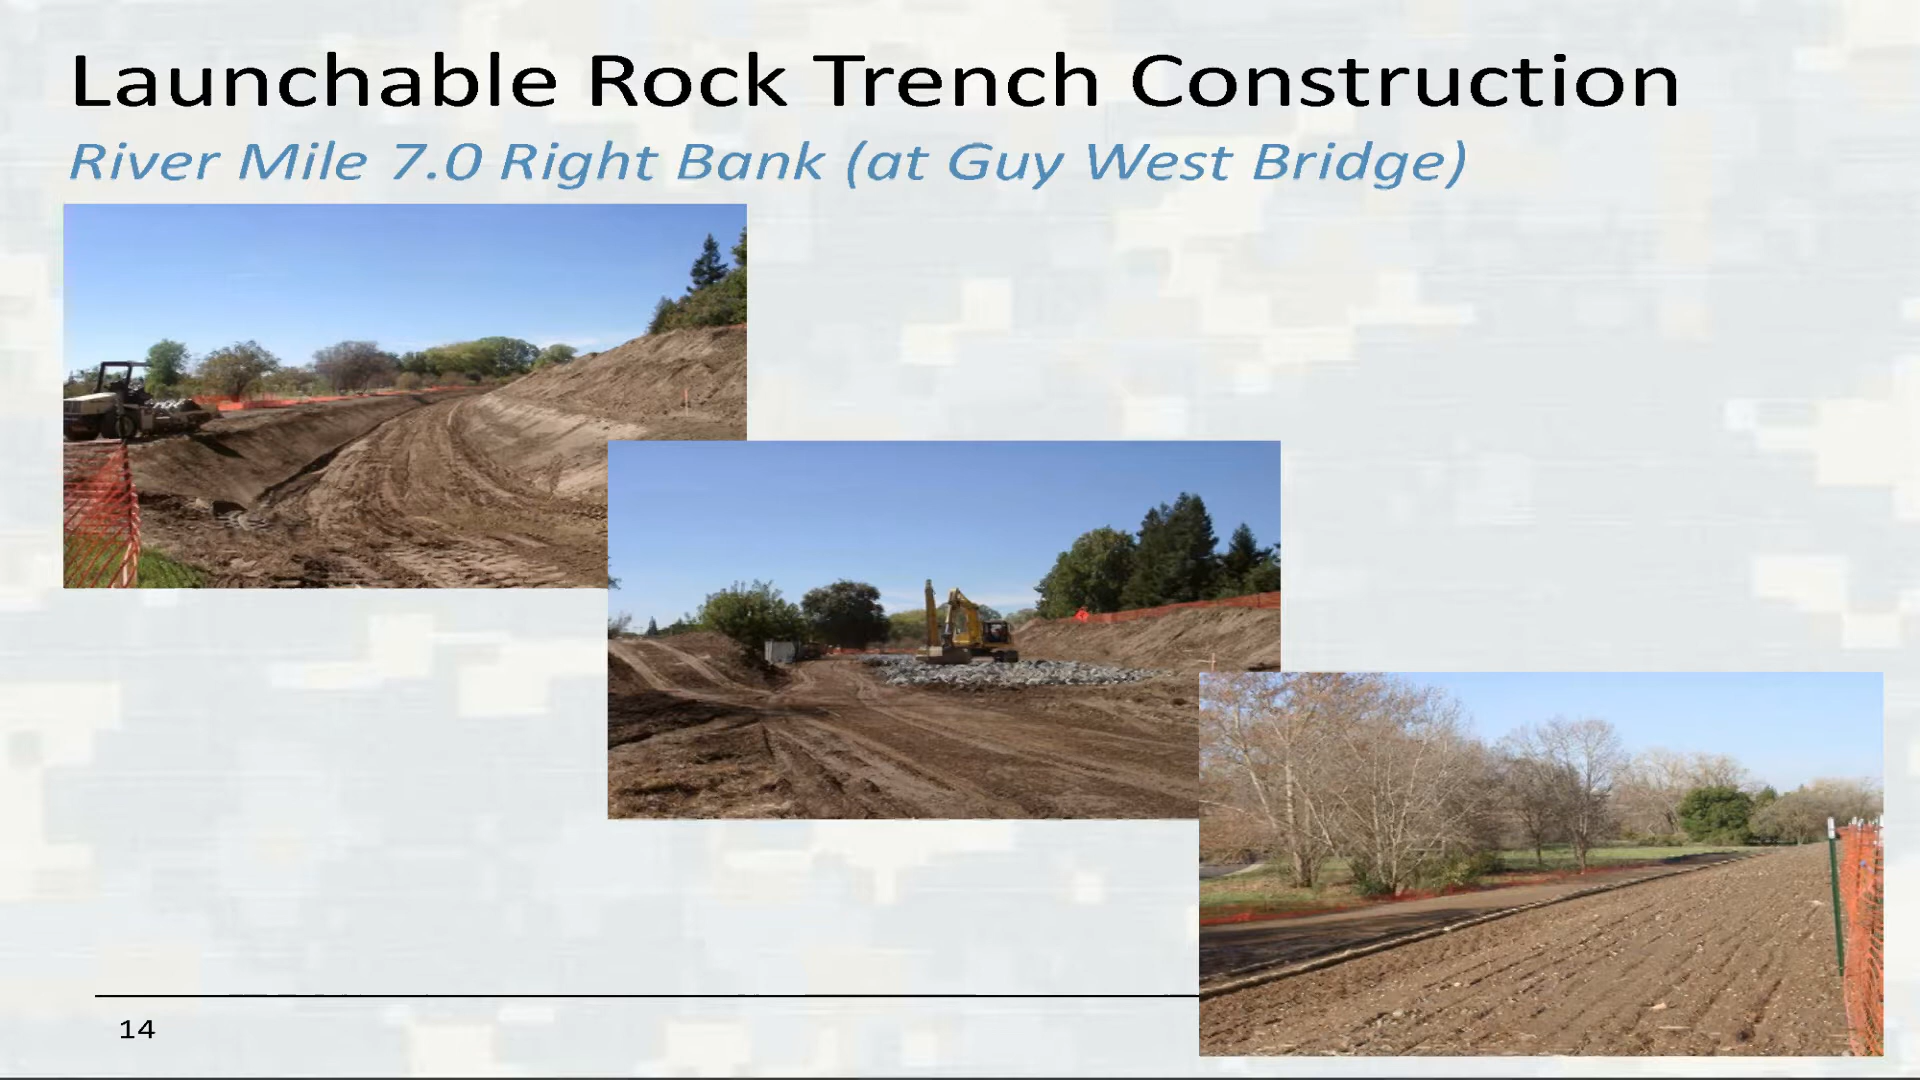 Launchable Rock Trench Construction
River Mile 7.0 Right Bank (at Guy West Bridge)
14